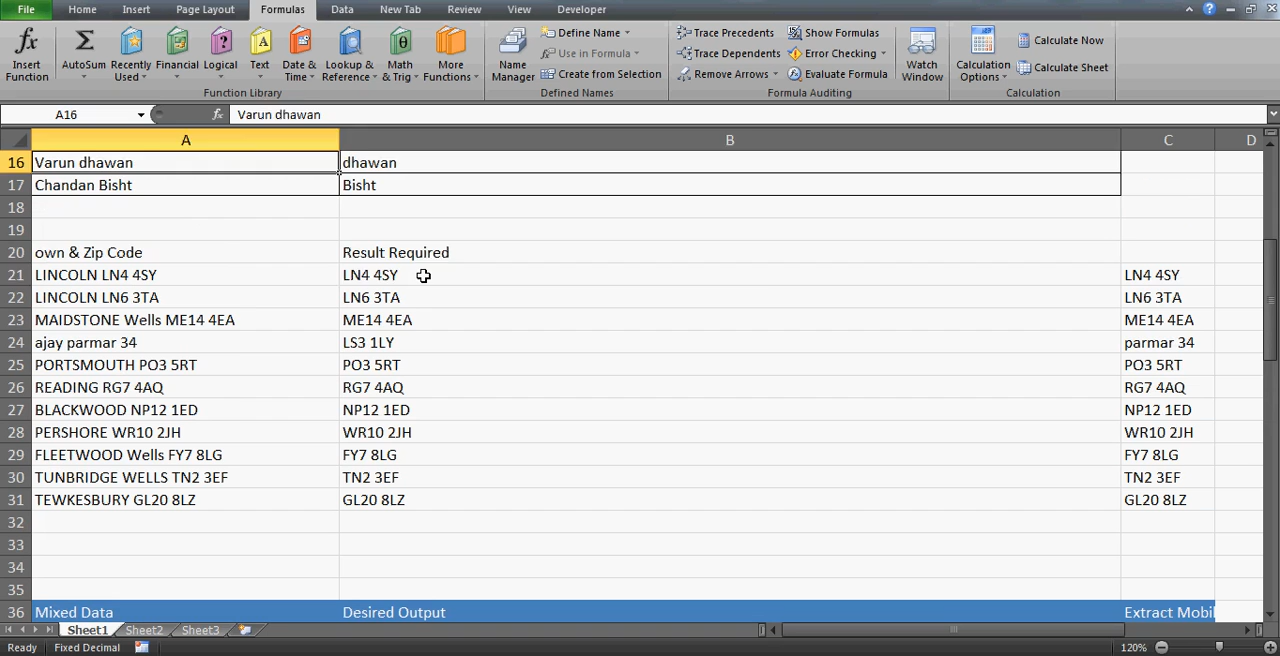 File Home Insert Page Layout Formulas Data New Tab Review View Developer
fx Insert Function
Σ AutoSum
Recently Used
Financial
Logical
A Text
Date & Time
Lookup & Reference
θ Math & Trig
More Functions
Function Library
Name Manager
Define Name
Use in Formula
Create from Selection
Defined Names
Trace Precedents
Trace Dependents
Remove Arrows
Show Formulas
Error Checking
Evaluate Formula
Watch Window
Formula Auditing
Calculation Options
Calculate Now
Calculate Sheet
Calculation
A16 fx Varun dhawan
A B C D
16 Varun dhawan dhawan
17 Chandan Bisht Bisht
18
19
20 own & Zip Code Result Required
21 LINCOLN LN4 4SY LN4 4SY LN4 4SY
22 LINCOLN LN6 3TA LN6 3TA LN6 3TA
23 MAIDSTONE Wells ME14 4EA ME14 4EA ME14 4EA
24 ajay parmar 34 LS3 1LY parmar 34
25 PORTSMOUTH PO3 5RT PO3 5RT PO3 5RT
26 READING RG7 4AQ RG7 4AQ RG7 4AQ
27 BLACKWOOD NP12 1ED NP12 1ED NP12 1ED
28 PERSHORE WR10 2JH WR10 2JH WR10 2JH
29 FLEETWOOD Wells FY7 8LG FY7 8LG FY7 8LG
30 TUNBRIDGE WELLS TN2 3EF TN2 3EF TN2 3EF
31 TEWKESBURY GL20 8LZ GL20 8LZ GL20 8LZ
32
33
34
35
36 Mixed Data Desired Output Extract Mobil
Sheet1 Sheet2 Sheet3
Ready Fixed Decimal 120%